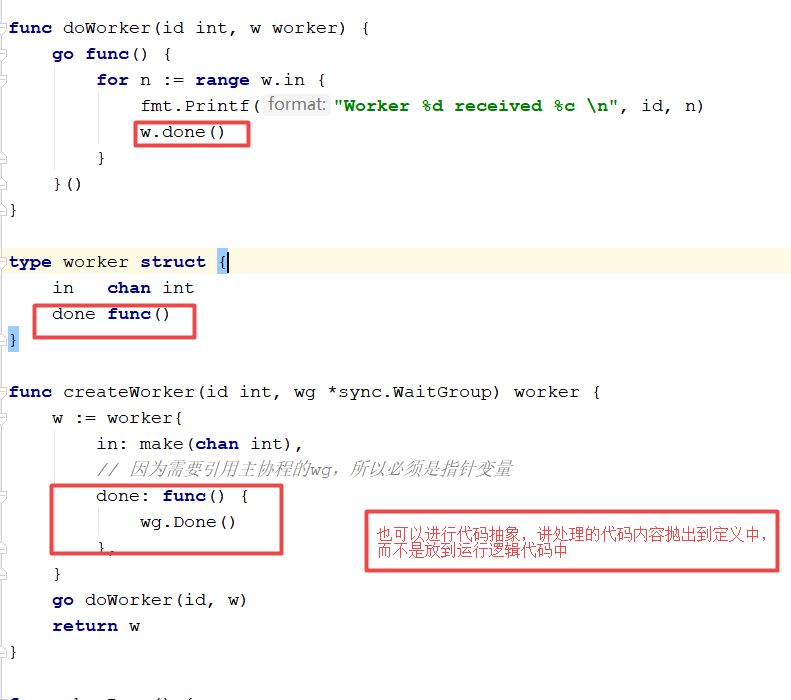 func doWorker(id int, w worker) {
go func() {
for n := range w.in {
fmt.Printf( format: "Worker %d received %c \n", id, n)
w.done()
}
}()
}
type worker struct {
in chan int
done func()
}
func createWorker(id int, wg *sync.WaitGroup) worker {
w := worker{
in: make(chan int),
// 因为需要引用主协程的wg，所以必须是指针变量
done: func() {
wg.Done()
},
}
go doWorker(id, w)
return w
}
也可以进行代码抽象，讲处理的代码内容抛出到定义中，
而不是放到运行逻辑代码中